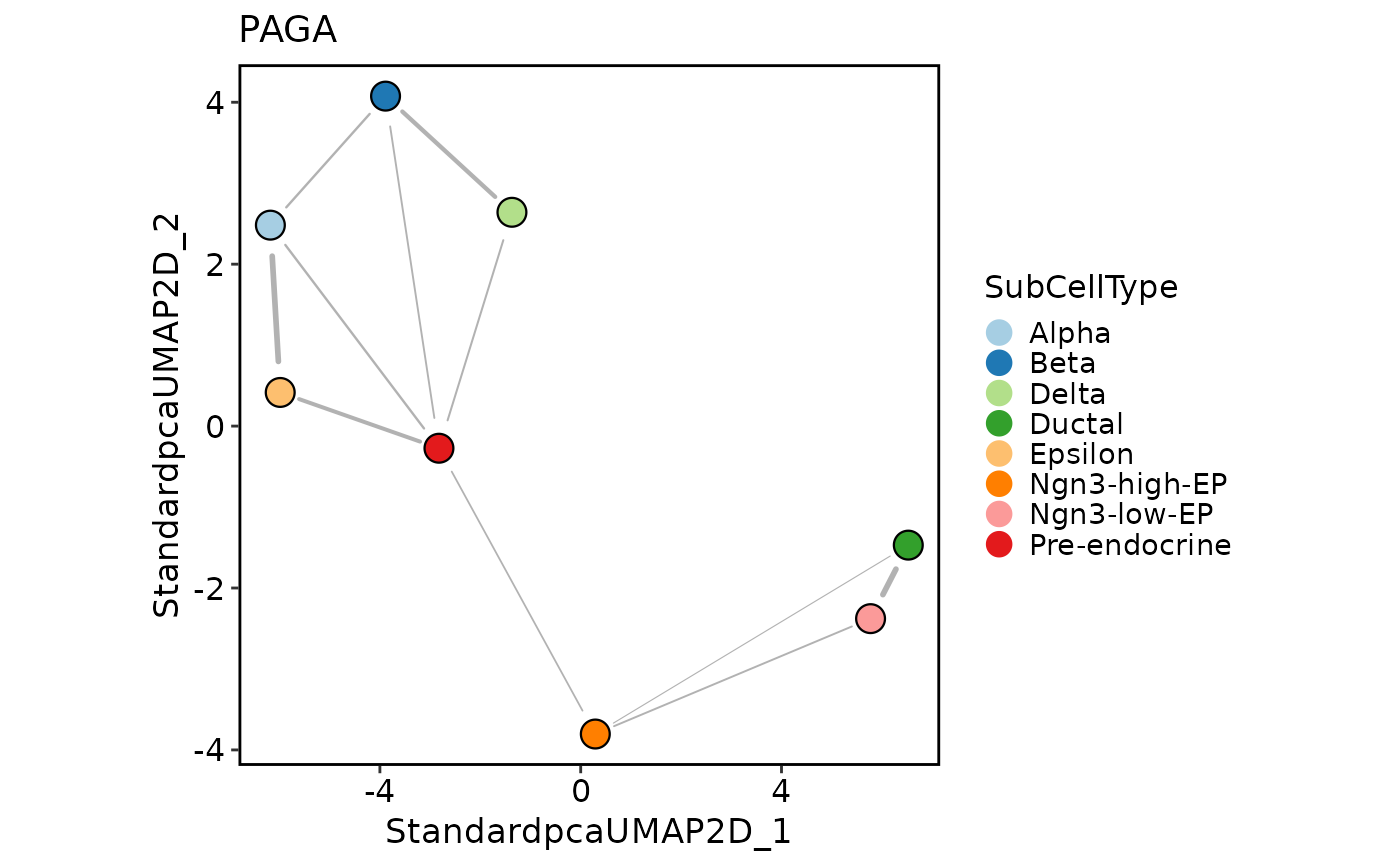 PAGA
4
2
0
-2
-4
StandardpcaUMAP2D_2
-4
0
4
StandardpcaUMAP2D_1
SubCellType
Alpha
Beta
Delta
Ductal
Epsilon
Ngn3-high-EP
Ngn3-low-EP
Pre-endocrine